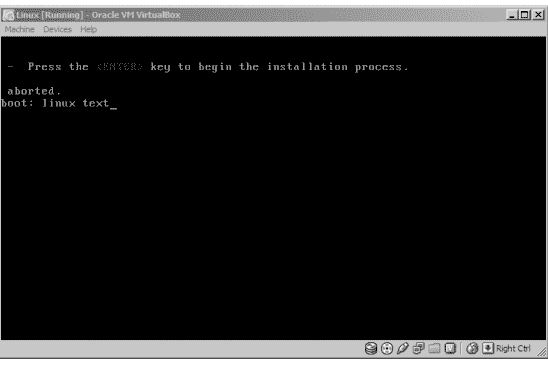 Linux [Running] - Oracle VM VirtualBox
Machine Devices Help
- Press the <ENTER> key to begin the installation process.
aborted.
boot: linux text_
Right Ctrl